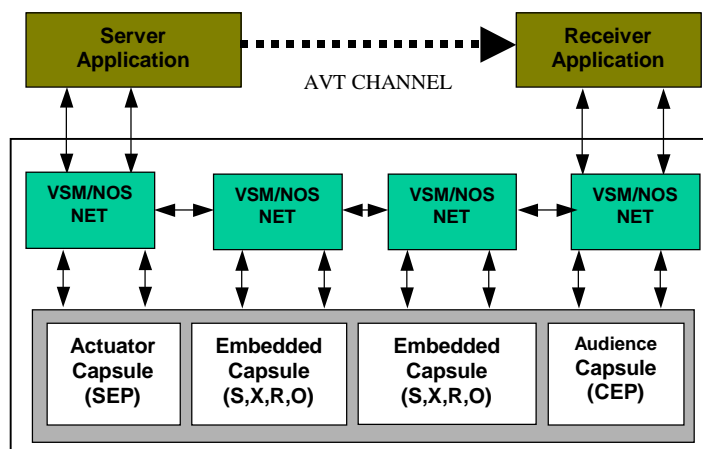 Server
Application
Receiver
Application
AVT CHANNEL
VSM/NOS
NET
VSM/NOS
NET
VSM/NOS
NET
VSM/NOS
NET
Actuator
Capsule
(SEP)
Embedded
Capsule
(S,X,R,O)
Embedded
Capsule
(S,X,R,O)
Audience
Capsule
(CEP)